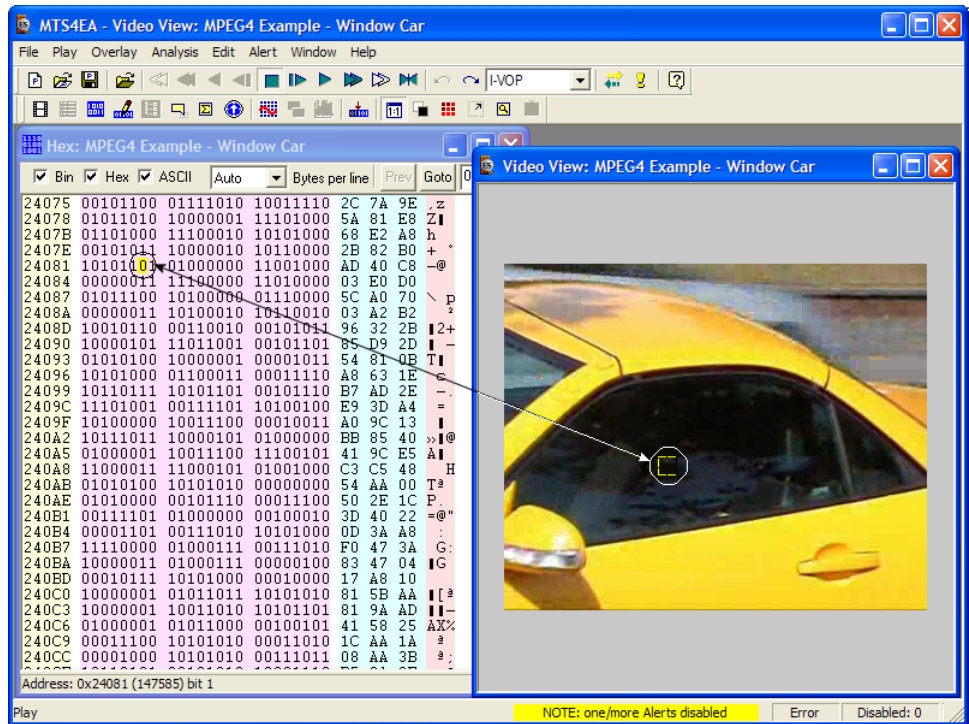 MTS4EA - Video View: MPEG4 Example - Window Car
File Play Overlay Analysis Edit Alert Window Help
I-VOP
Hex: MPEG4 Example - Window Car
Bin Hex ASCII Auto Bytes per line Prev Goto 0
Video View: MPEG4 Example - Window Car
24075 00101100 01111010 10011110 2C 7A 9E ,z
24078 01011010 10000001 11101000 5A 81 E8 Z
2407B 01101000 11100010 10101000 68 E2 A8 h
2407E 00101011 10000010 10110000 2B 82 B0 + °
24081 10101101 01000000 11001000 AD 40 C8 -@
24084 00000011 11100000 11010000 03 E0 D0
24087 01011100 10100000 01110000 5C A0 70 \ p
2408A 00000011 10100010 10110010 03 A2 B2 ²
2408D 10010110 00110010 00101011 96 32 2B 2+
24090 10000101 11011001 00101101 85 D9 2D -
24093 01010100 10000001 00001011 54 81 0B T
24096 10101000 01100011 00011110 A8 63 1E c
24099 10110111 10101101 00101110 B7 AD 2E -.
2409C 11101001 00111101 10100100 E9 3D A4 =
2409F 10100000 10011100 00010011 A0 9C 13
240A2 10111011 10000101 01000000 BB 85 40 » @
240A5 01000001 10011100 11100101 41 9C E5 A
240A8 11000011 11000101 01001000 C3 C5 48 H
240AB 01010100 10101010 00000000 54 AA 00 Tª
240AE 01010000 00101110 00011100 50 2E 1C P.
240B1 00111101 01000000 00100010 3D 40 22 =@"
240B4 00001101 00111010 10101000 0D 3A A8 :
240B7 11110000 01000111 00111010 F0 47 3A G:
240BA 10000011 01000111 00000100 83 47 04 G
240BD 00010111 10101000 00010000 17 A8 10
240C0 10000001 01011011 10101010 81 5B AA [ª
240C3 10000001 10011010 10101101 81 9A AD -
240C6 01000001 01011000 00100101 41 58 25 AX%
240C9 00011100 10101010 00011010 1C AA 1A ª
240CC 00001000 10101010 00111011 08 AA 3B ª;
Address: 0x24081 (147585) bit 1
Play NOTE: one/more Alerts disabled Error Disabled: 0